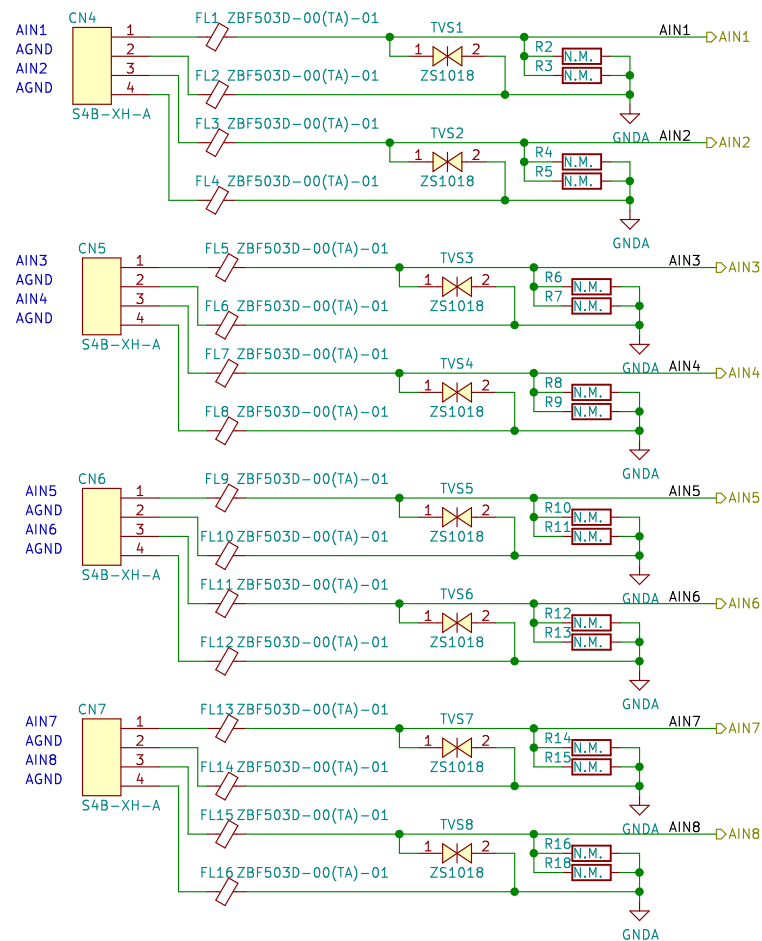 CN4
FL1 ZBF503D-00(TA)-01
TVS1
AIN1 1 AIN1 AIN1
AGND 2 1 2 R2 N.M.
AIN2 3 FL2 ZBF503D-00(TA)-01 ZS1018 R3 N.M.
AGND 4
S4B-XH-A
FL3 ZBF503D-00(TA)-01
TVS2 GNDA AIN2 AIN2
1 2 R4 N.M.
FL4 ZBF503D-00(TA)-01 ZS1018 R5 N.M.
GNDA
CN5
FL5 ZBF503D-00(TA)-01
TVS3
AIN3 1 AIN3 AIN3
AGND 2 1 2 R6 N.M.
AIN4 3 FL6 ZBF503D-00(TA)-01 ZS1018 R7 N.M.
AGND 4
S4B-XH-A
FL7 ZBF503D-00(TA)-01
TVS4 GNDA AIN4 AIN4
1 2 R8 N.M.
FL8 ZBF503D-00(TA)-01 ZS1018 R9 N.M.
GNDA
CN6
FL9 ZBF503D-00(TA)-01
TVS5
AIN5 1 AIN5 AIN5
AGND 2 1 2 R10 N.M.
AIN6 3 FL10 ZBF503D-00(TA)-01 ZS1018 R11 N.M.
AGND 4
S4B-XH-A
FL11 ZBF503D-00(TA)-01
TVS6 GNDA AIN6 AIN6
1 2 R12 N.M.
FL12 ZBF503D-00(TA)-01 ZS1018 R13 N.M.
GNDA
CN7
FL13 ZBF503D-00(TA)-01
TVS7
AIN7 1 AIN7 AIN7
AGND 2 1 2 R14 N.M.
AIN8 3 FL14 ZBF503D-00(TA)-01 ZS1018 R15 N.M.
AGND 4
S4B-XH-A
FL15 ZBF503D-00(TA)-01
TVS8 GNDA AIN8 AIN8
1 2 R16 N.M.
FL16 ZBF503D-00(TA)-01 ZS1018 R18 N.M.
GNDA